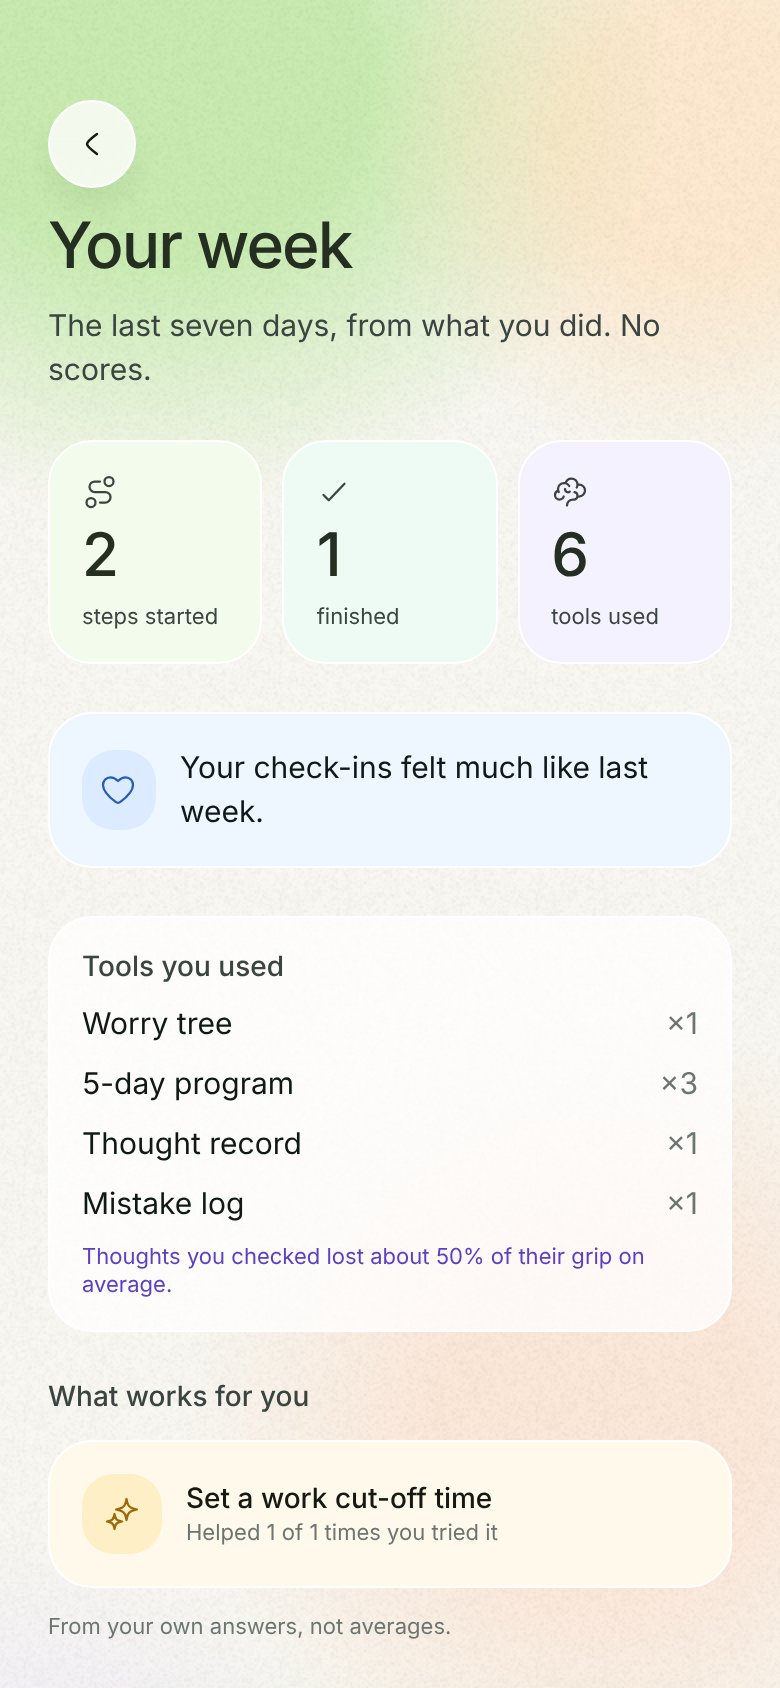 Your week
The last seven days, from what you did. No
scores.
2
steps started
1
finished
6
tools used
Your check-ins felt much like last
week.
Tools you used
Worry tree ×1
5-day program ×3
Thought record ×1
Mistake log ×1
Thoughts you checked lost about 50% of their grip on
average.
What works for you
Set a work cut-off time
Helped 1 of 1 times you tried it
From your own answers, not averages.